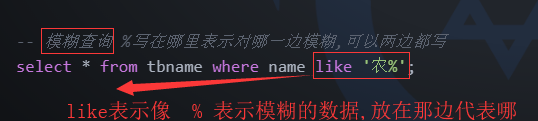 -- 模糊查询 %写在哪里表示对哪一边模糊,可以两边都写
select * from tbname where name like '农%';
like表示像 % 表示模糊的数据,放在那边代表哪